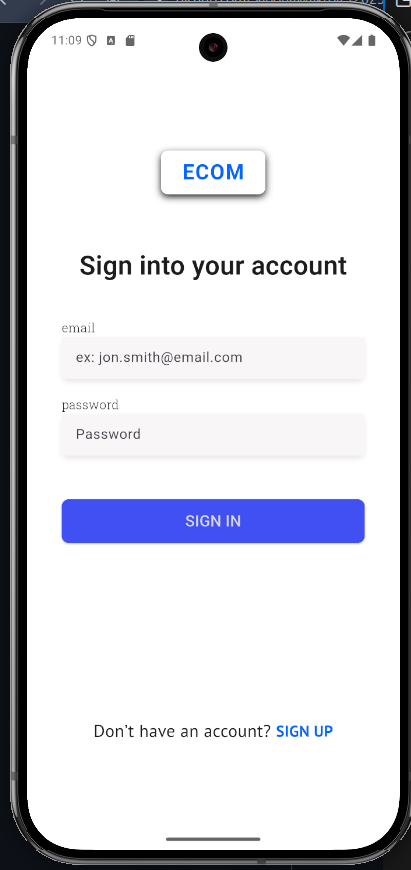 11:09
ECOM
Sign into your account
email
ex: jon.smith@email.com
password
Password
SIGN IN
Don't have an account? SIGN UP